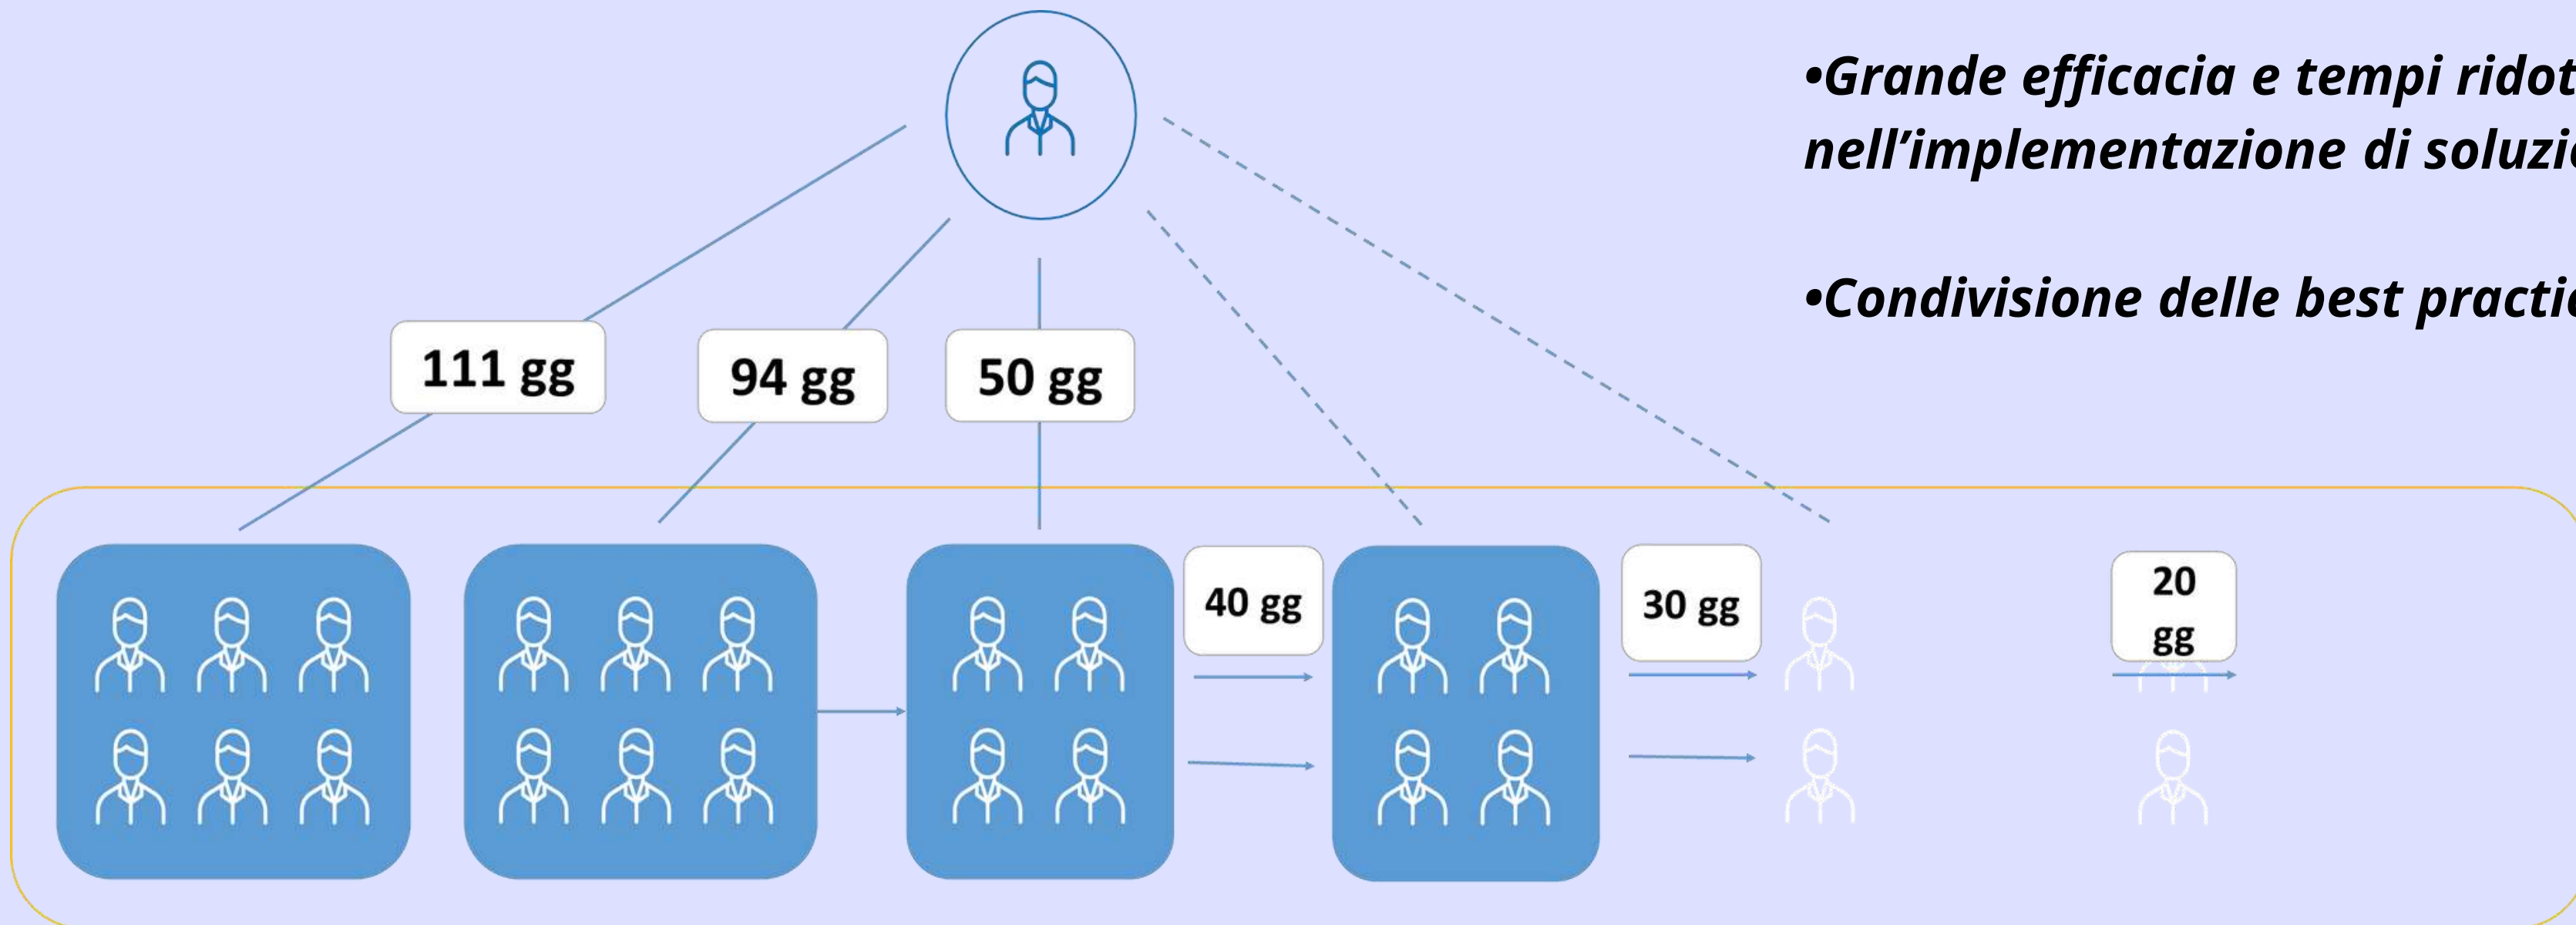 •Grande efficacia e tempi ridot
nell’implementazione di soluzi
•Condivisione delle best practi
111 gg
94 gg
50 gg
40 gg
30 gg
20
gg